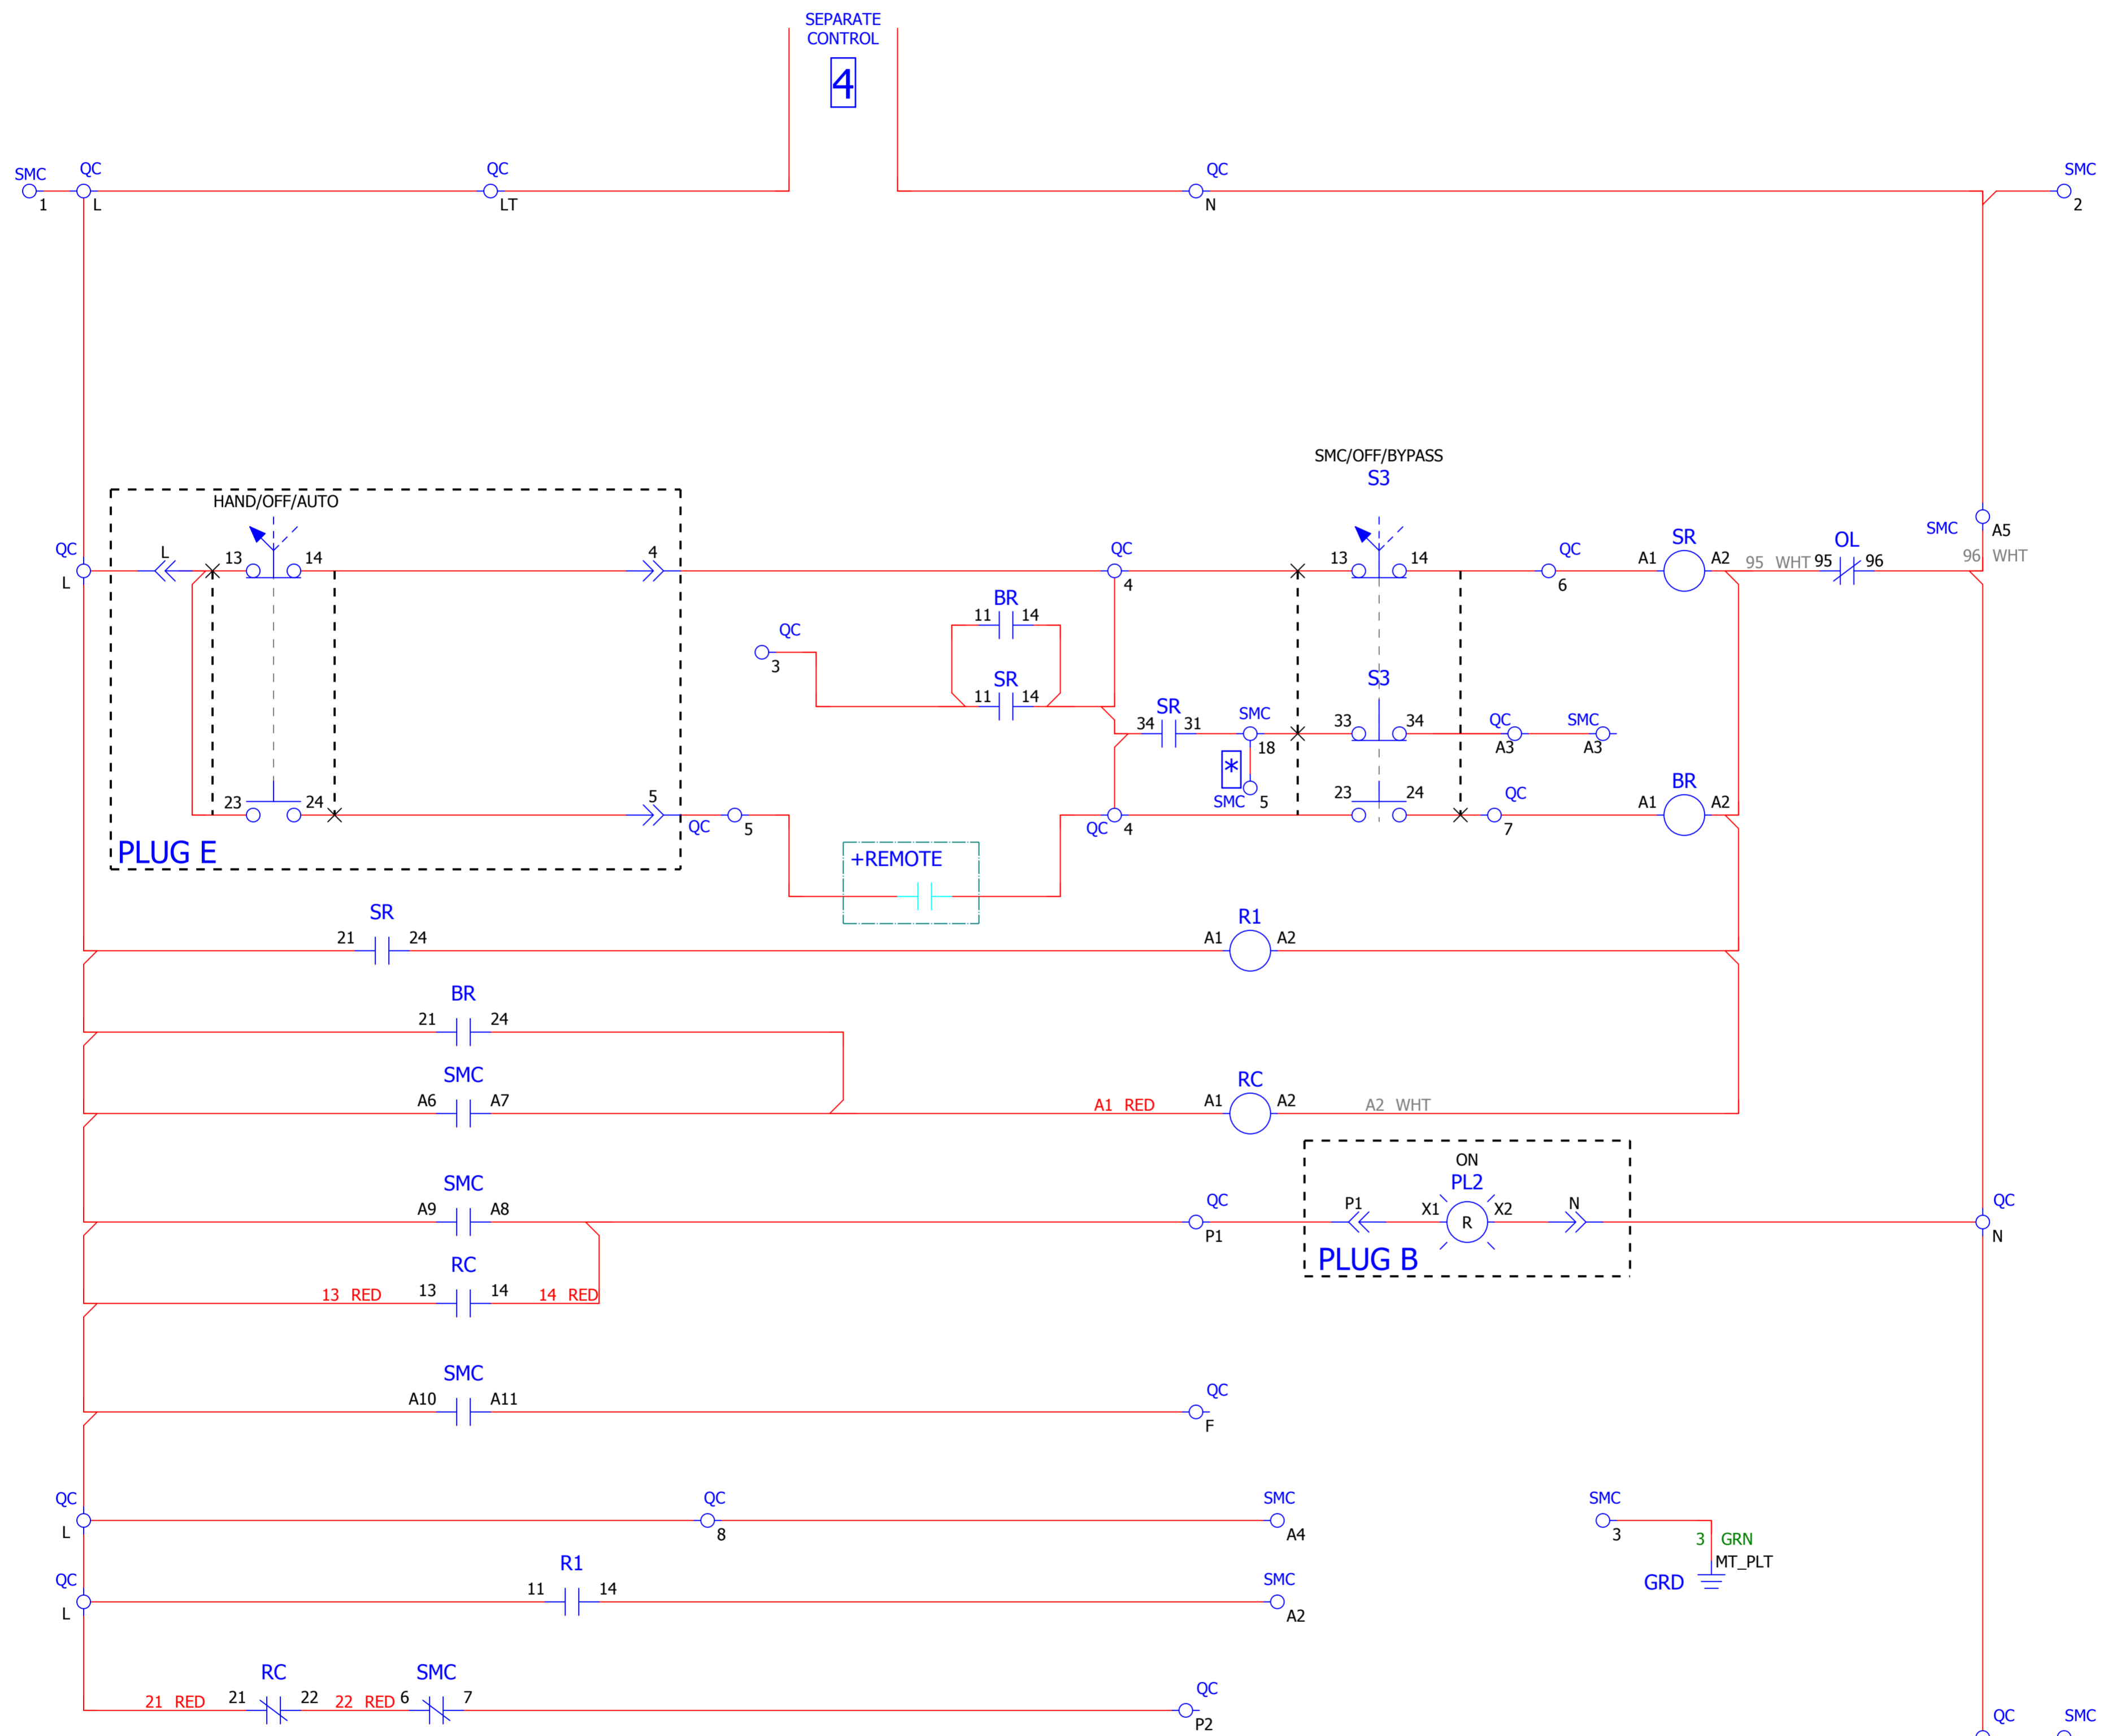 SEPARATE
CONTROL
4
SMC
1
QC
L
QC
LT
QC
N
SMC
2
HAND/OFF/AUTO
SMC/OFF/BYPASS
S3
QC
L
L
13
14
4
QC
4
13
14
QC
6
SR
A1
A2
95 WHT
95
OL
96
SMC
A5
96 WHT
BR
11
14
QC
3
SR
11
14
SR
34
31
SMC
18
*
SMC
5
S3
33
34
QC
A3
SMC
A3
23
24
5
QC
5
QC
4
23
24
QC
7
BR
A1
A2
PLUG E
+REMOTE
SR
21
24
R1
A1
A2
BR
21
24
SMC
A6
A7
A1 RED
RC
A1
A2
A2 WHT
SMC
A9
A8
QC
P1
ON
PL2
P1
X1
R
X2
N
PLUG B
QC
N
RC
13 RED
13
14
14 RED
SMC
A10
A11
QC
F
QC
L
QC
8
SMC
A4
SMC
3
3 GRN
MT_PLT
GRD
QC
L
R1
11
14
SMC
A2
RC
21 RED
21
22
22 RED
SMC
6
7
QC
P2
QC
SMC